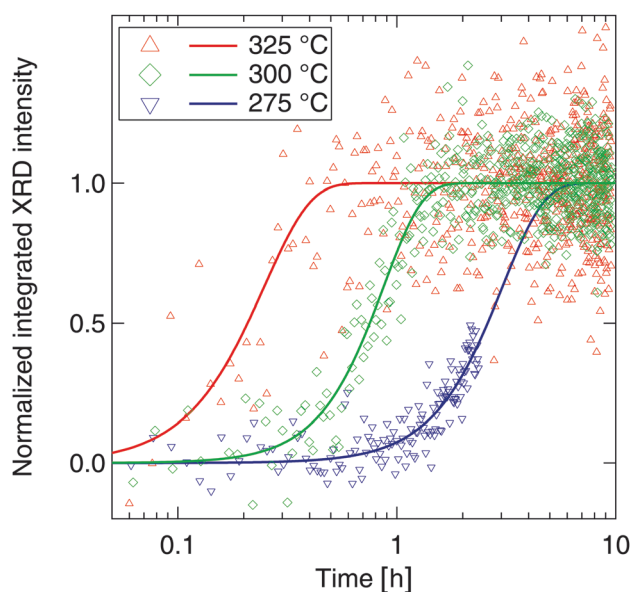 325 °C
300 °C
275 °C
Normalized integrated XRD intensity
1.0
0.5
0.0
0.1
1
10
Time [h]